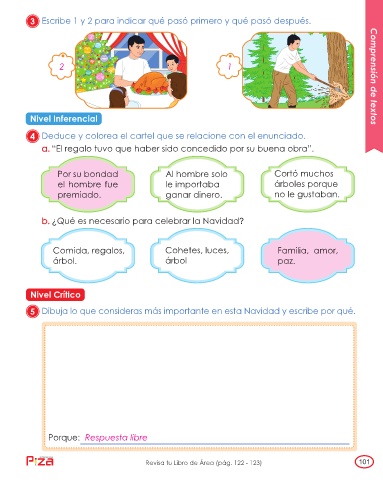 3 Escribe 1 y 2 para indicar qué pasó primero y qué pasó después.
2
1
Comprensión de textos
Nivel Inferencial
4 Deduce y colorea el cartel que se relacione con el enunciado.
a. “El regalo tuvo que haber sido concedido por su buena obra”.
Por su bondad
el hombre fue
premiado.
Al hombre solo
le importaba
ganar dinero.
Cortó muchos
árboles porque
no le gustaban.
b. ¿Qué es necesario para celebrar la Navidad?
Comida, regalos,
árbol.
Cohetes, luces,
árbol
Familia, amor,
paz.
Nivel Crítico
5 Dibuja lo que consideras más importante en esta Navidad y escribe por qué.
Porque: Respuesta libre
Revisa tu Libro de Área (pág. 122 - 123)
101